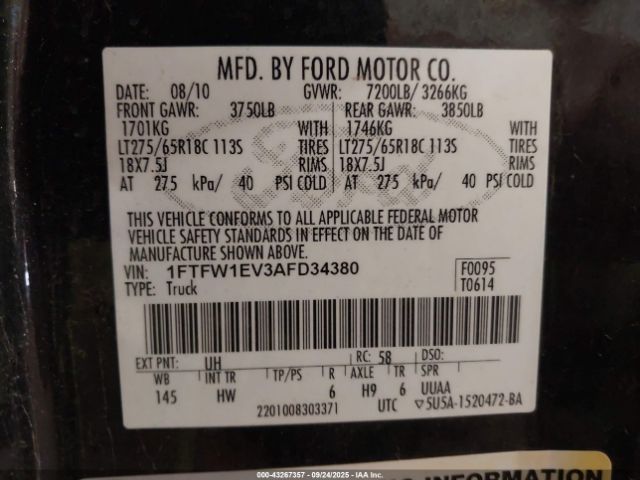 MFD. BY FORD MOTOR CO.
DATE: 08/10 GVWR: 7200LB/ 3266KG
FRONT GAWR: 3750LB REAR GAWR: 3850LB
1701KG WITH 1746KG WITH
LT275/65R18C 113S TIRES LT275/65R18C 113S TIRES
18X7.5J RIMS 18X7.5J RIMS
AT 275 kPa/ 40 PSI COLD AT 275 kPa/ 40 PSI COLD
THIS VEHICLE CONFORMS TO ALL APPLICABLE FEDERAL MOTOR
VEHICLE SAFETY STANDARDS IN EFFECT ON THE DATE OF
MANUFACTURE SHOWN ABOVE.
VIN: 1FTFW1EV3AFD34380 F0095
TYPE: Truck T0614
EXT PNT: UH RC: 58 DSO:
WB INT TR TP/PS R AXLE TR SPR
145 HW 6 H9 6 UUAA
2201008303371 UTC ▽5U5A-1520472-BA
INFORMATION
000-43267357 - 09/24/2025 - IAAI.COM